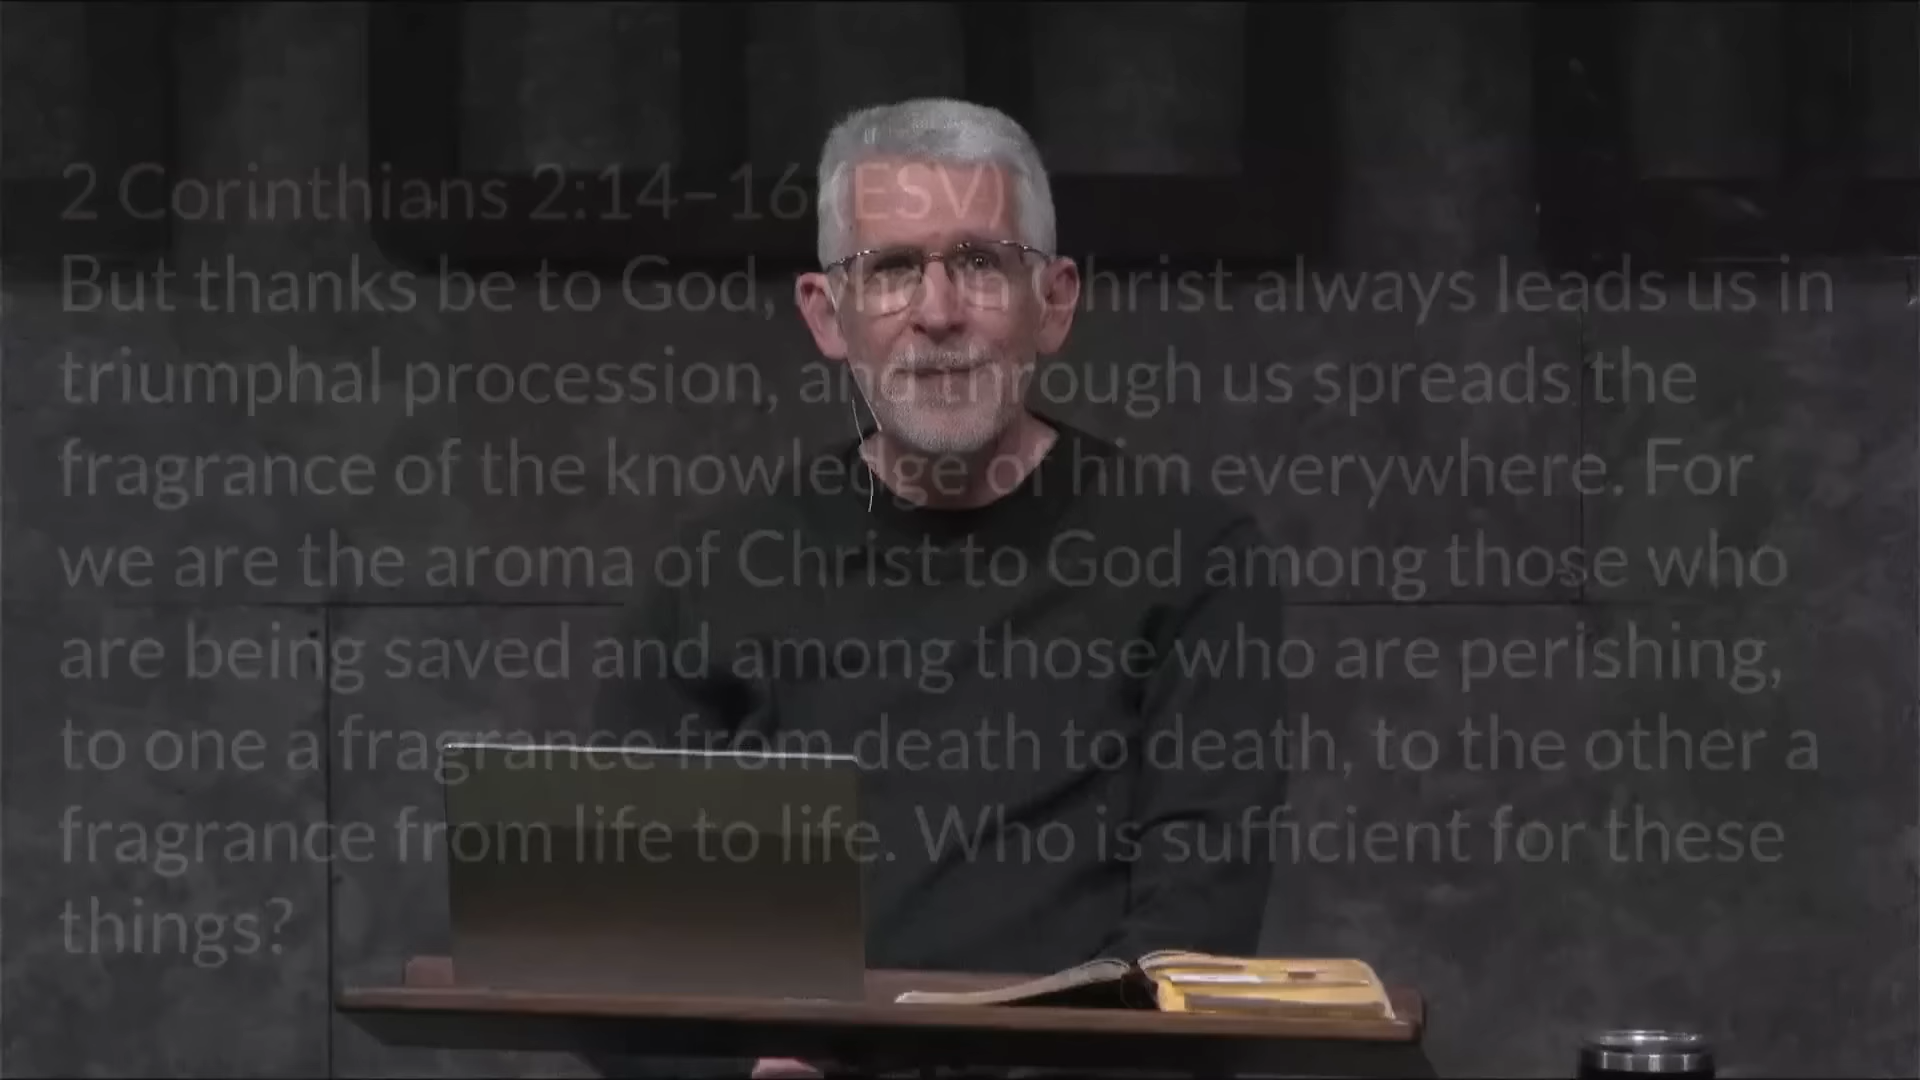 2 Corinthians 2:14–16 (ESV)
But thanks be to God, who in Christ always leads us in
triumphal procession, and through us spreads the
fragrance of the knowledge of him everywhere. For
we are the aroma of Christ to God among those who
are being saved and among those who are perishing,
to one a fragrance from death to death, to the other a
fragrance from life to life. Who is sufficient for these
things?